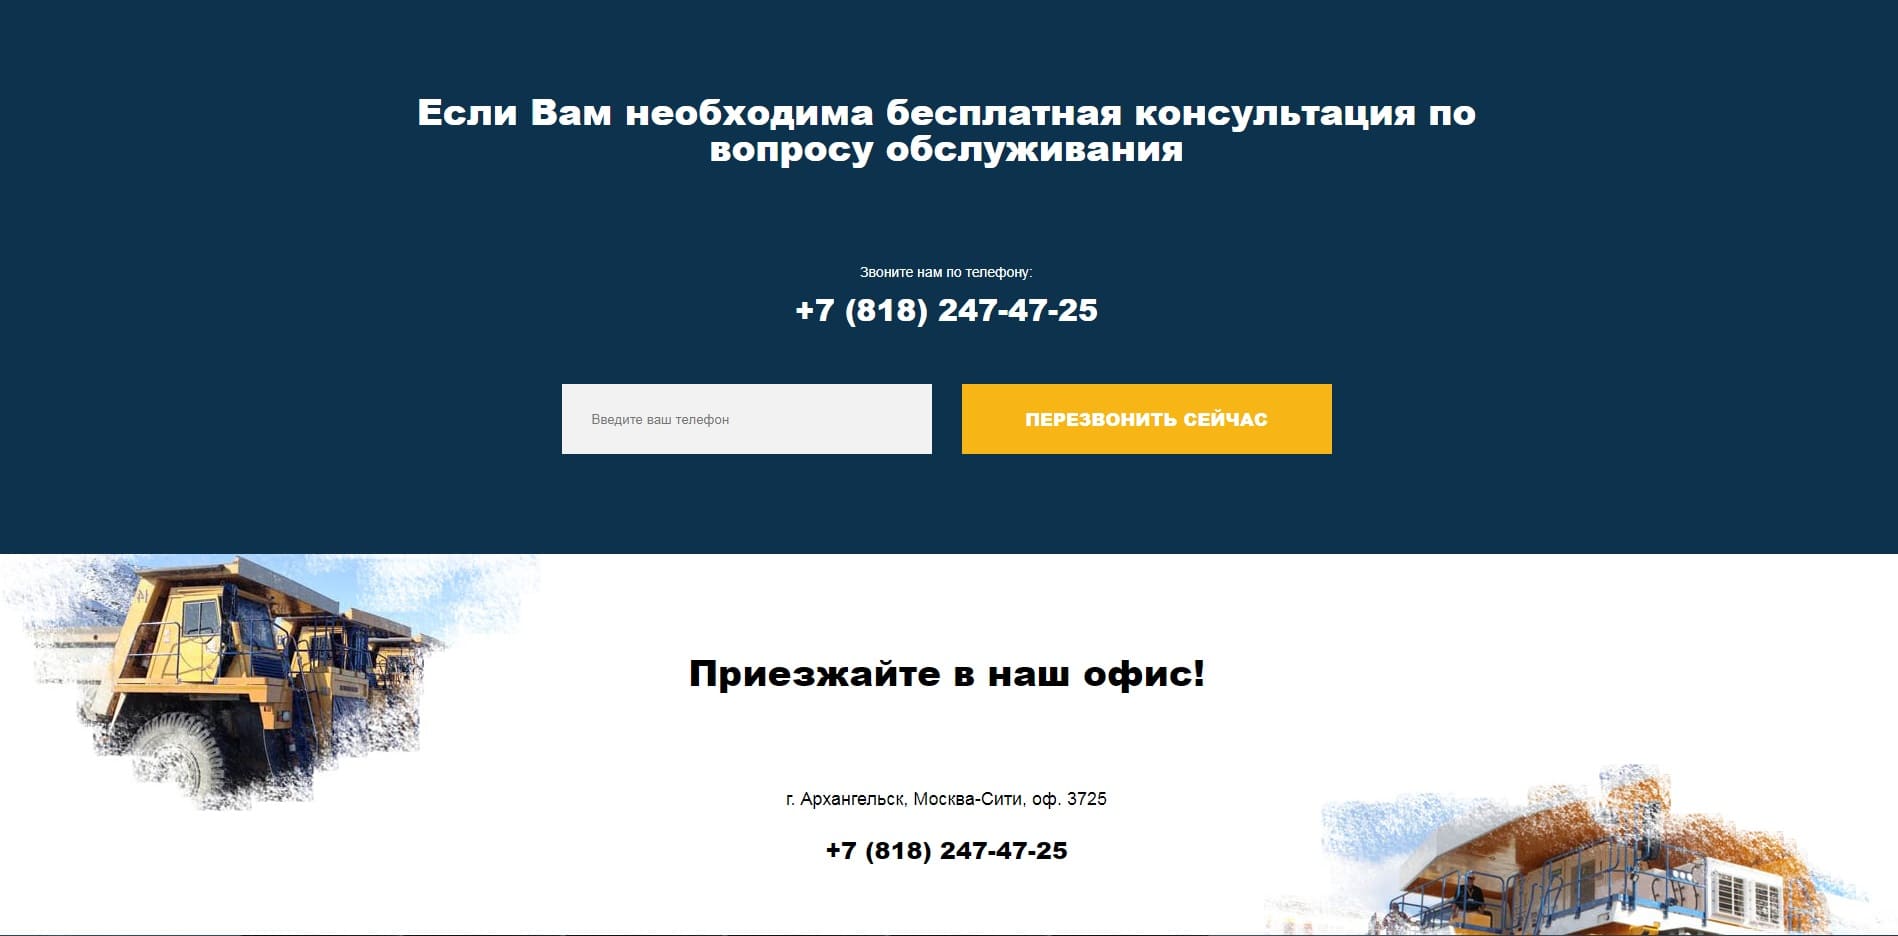 Если Вам необходима бесплатная консультация по
вопросу обслуживания
Звоните нам по телефону:
+7 (818) 247-47-25
Введите ваш телефон
ПЕРЕЗВОНИТЬ СЕЙЧАС
Приезжайте в наш офис!
г. Архангельск, Москва-Сити, оф. 3725
+7 (818) 247-47-25